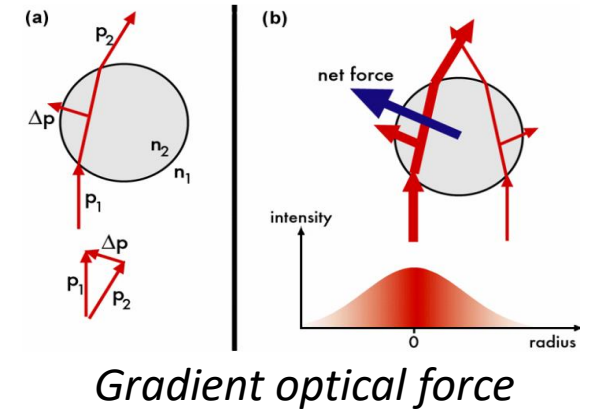 (a)
p2
Δp
n2
n1
p1
Δp
p1
p2
(b)
net force
intensity
0
radius
Gradient optical force